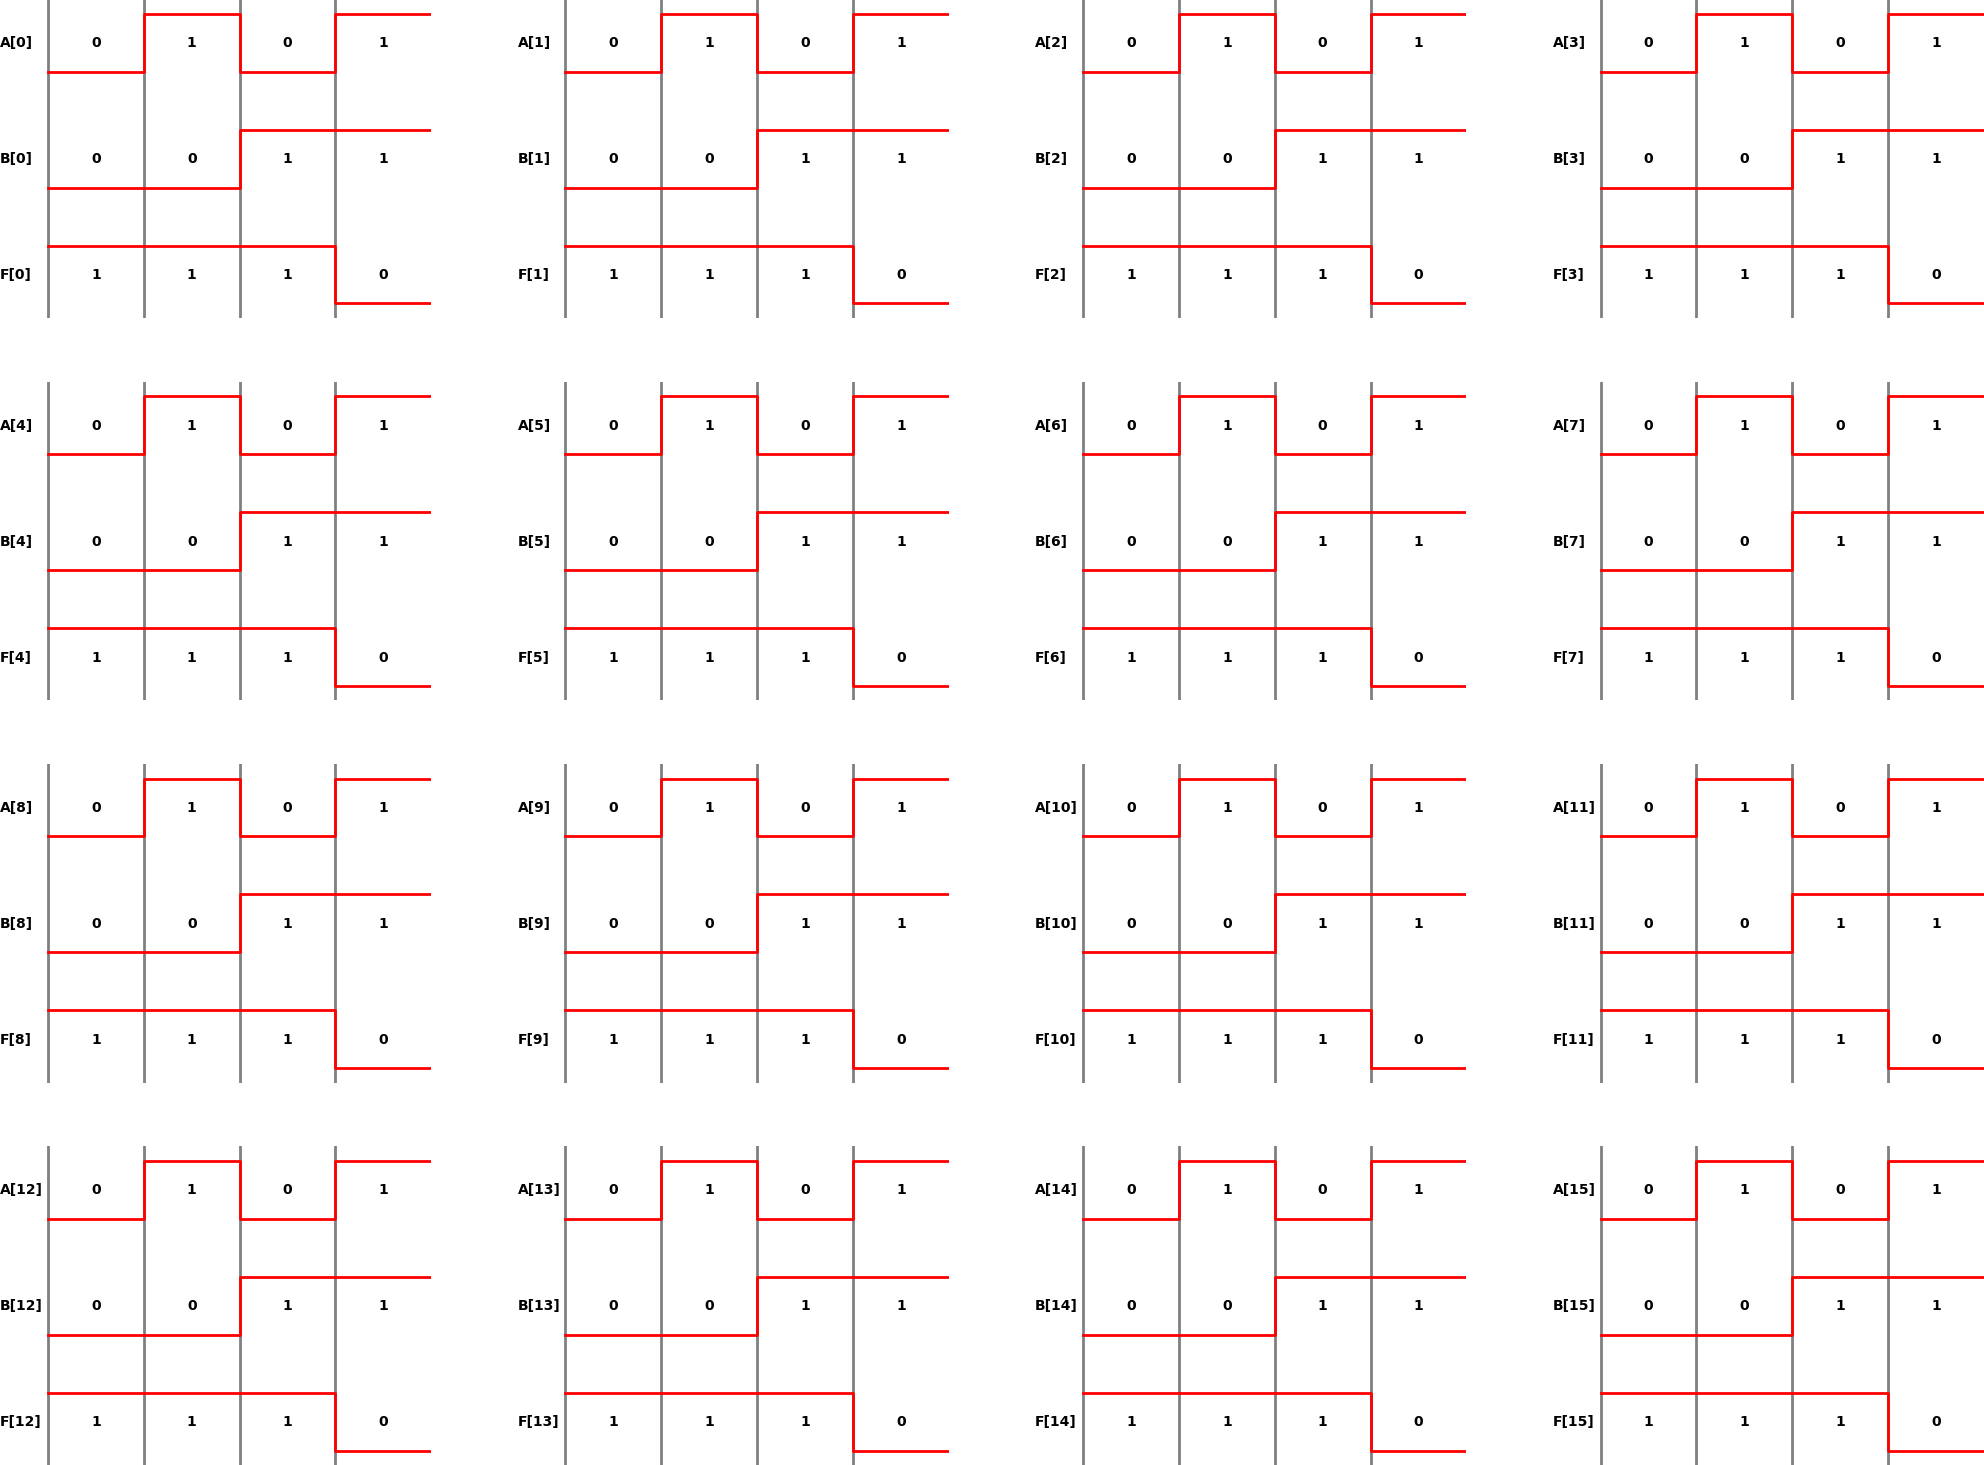 A[0] 0 1 0 1 A[1] 0 1 0 1 A[2] 0 1 0 1 A[3] 0 1 0 1
B[0] 0 0 1 1 B[1] 0 0 1 1 B[2] 0 0 1 1 B[3] 0 0 1 1
F[0] 1 1 1 0 F[1] 1 1 1 0 F[2] 1 1 1 0 F[3] 1 1 1 0
A[4] 0 1 0 1 A[5] 0 1 0 1 A[6] 0 1 0 1 A[7] 0 1 0 1
B[4] 0 0 1 1 B[5] 0 0 1 1 B[6] 0 0 1 1 B[7] 0 0 1 1
F[4] 1 1 1 0 F[5] 1 1 1 0 F[6] 1 1 1 0 F[7] 1 1 1 0
A[8] 0 1 0 1 A[9] 0 1 0 1 A[10] 0 1 0 1 A[11] 0 1 0 1
B[8] 0 0 1 1 B[9] 0 0 1 1 B[10] 0 0 1 1 B[11] 0 0 1 1
F[8] 1 1 1 0 F[9] 1 1 1 0 F[10] 1 1 1 0 F[11] 1 1 1 0
A[12] 0 1 0 1 A[13] 0 1 0 1 A[14] 0 1 0 1 A[15] 0 1 0 1
B[12] 0 0 1 1 B[13] 0 0 1 1 B[14] 0 0 1 1 B[15] 0 0 1 1
F[12] 1 1 1 0 F[13] 1 1 1 0 F[14] 1 1 1 0 F[15] 1 1 1 0